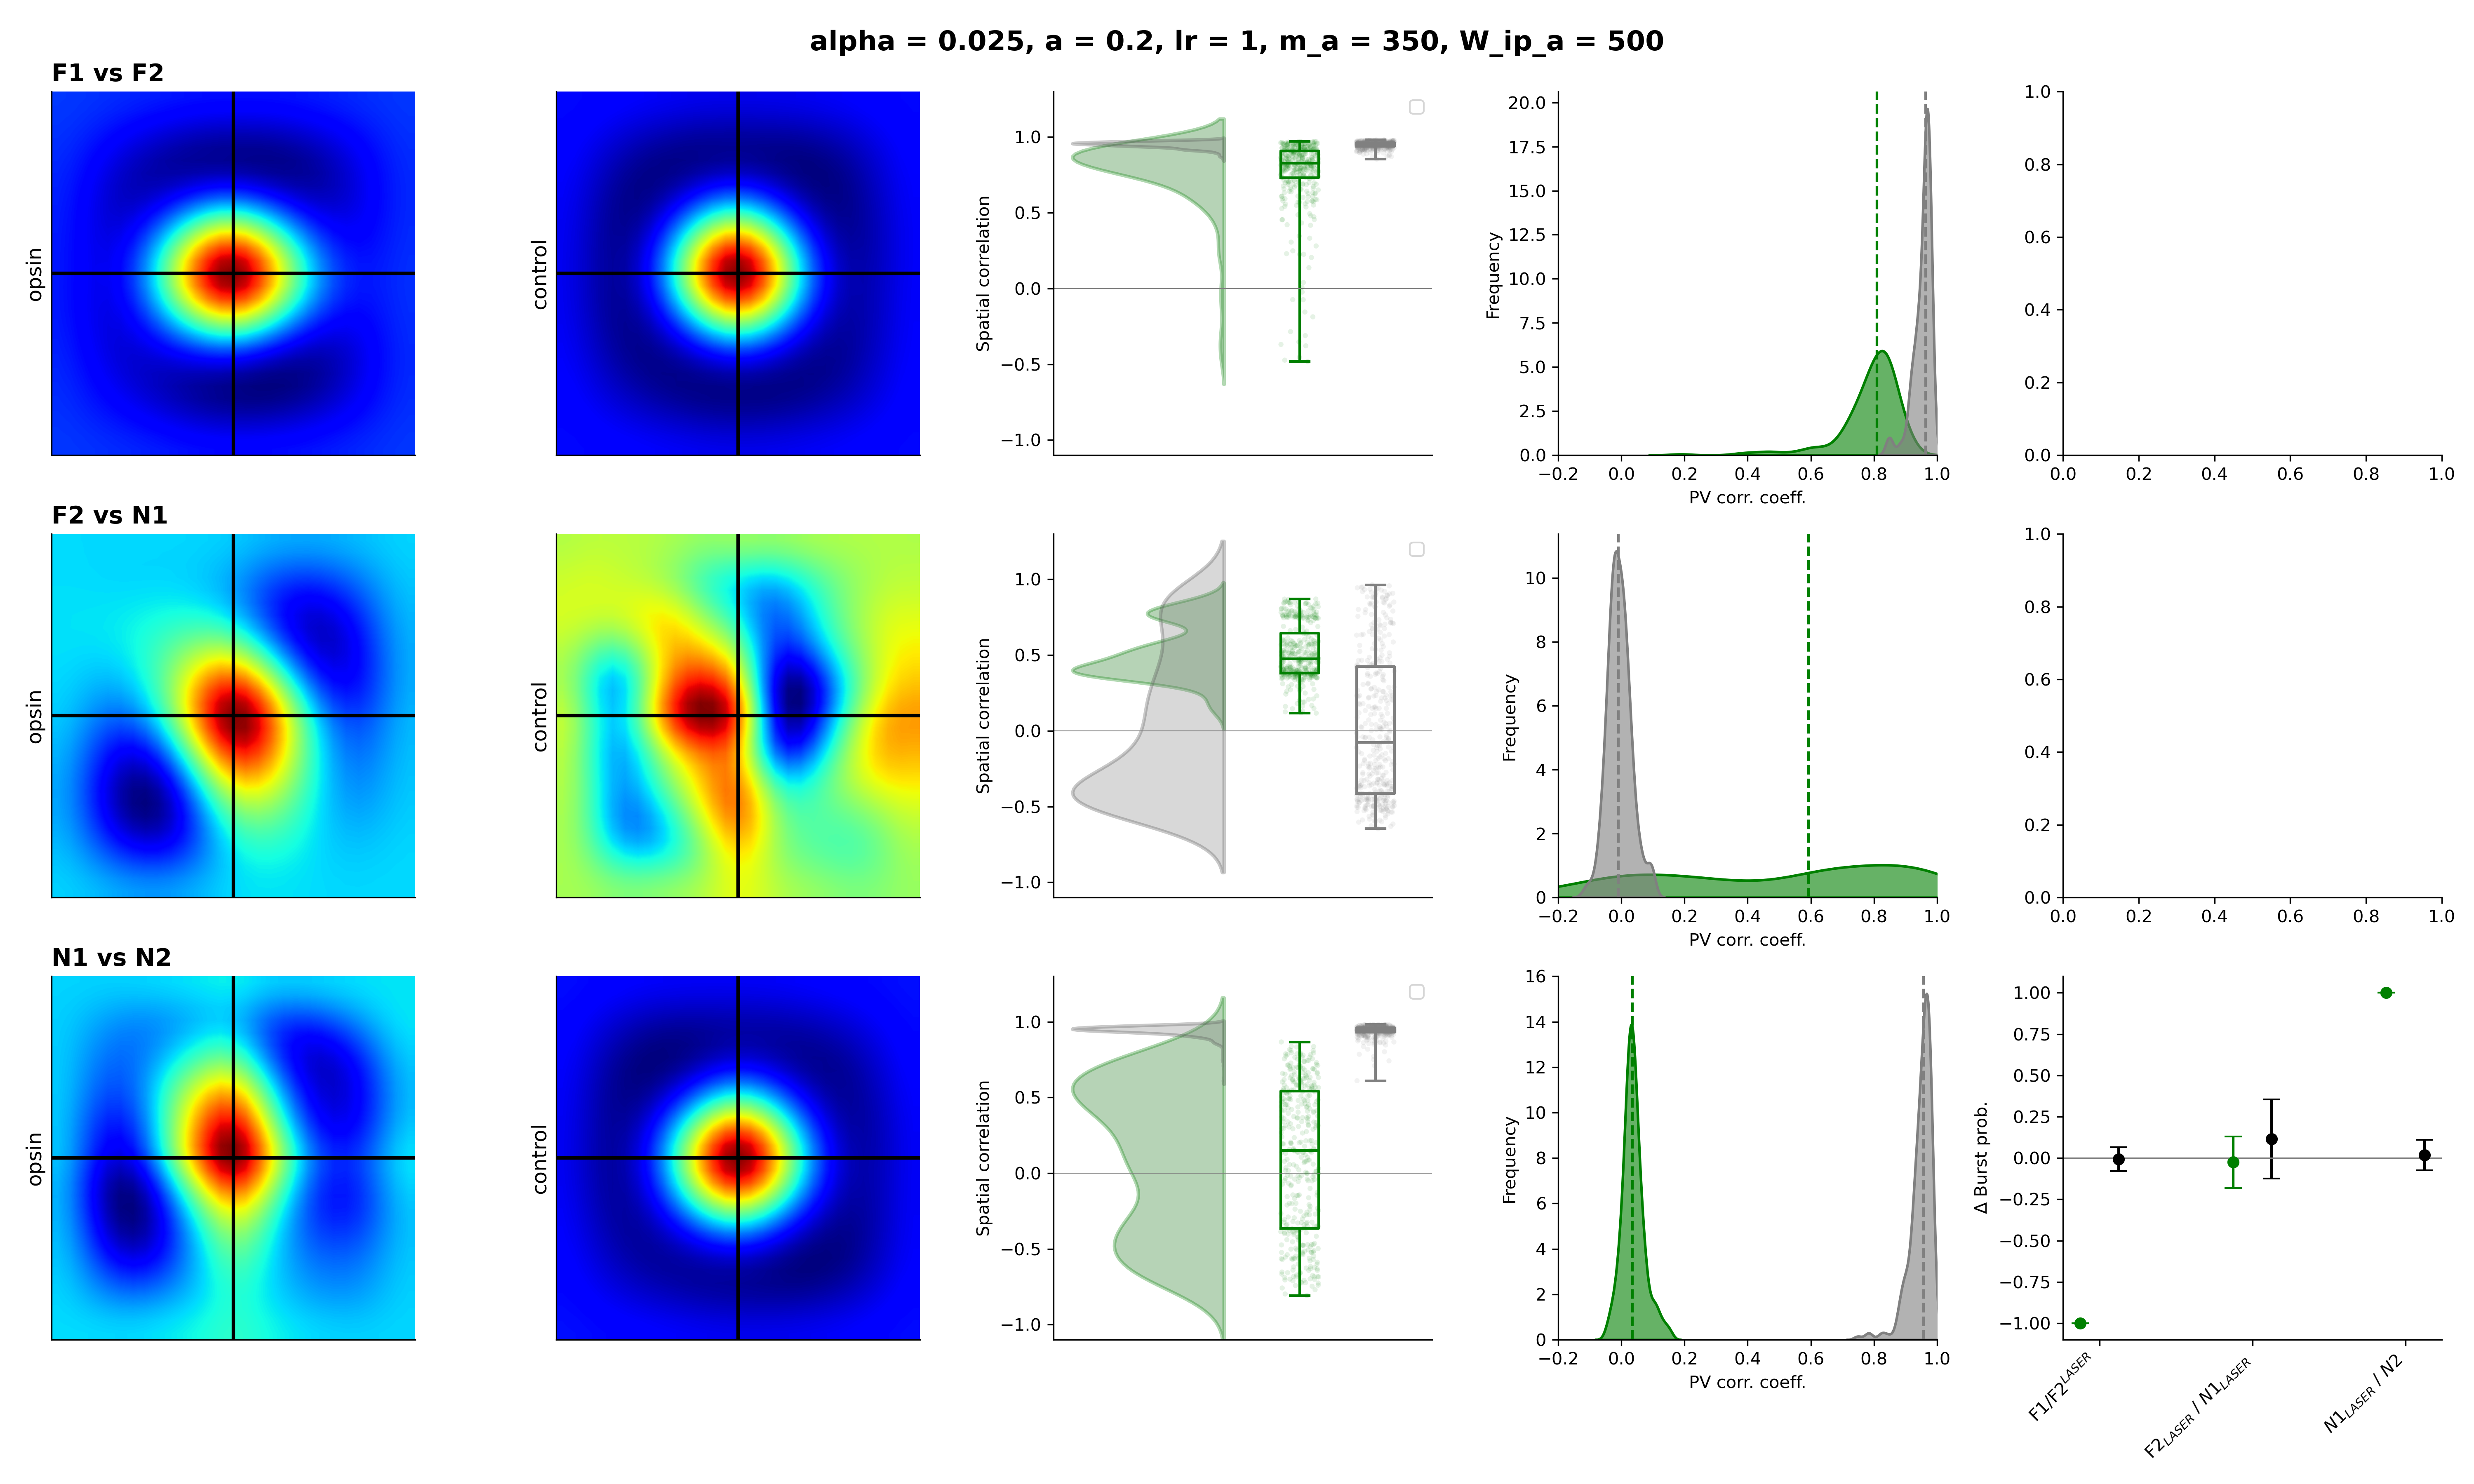 alpha = 0.025, a = 0.2, lr = 1, m_a = 350, W_ip_a = 500
F1 vs F2
opsin
control
Spatial correlation
1.0
0.5
0.0
−0.5
−1.0
Frequency
20.0
17.5
15.0
12.5
10.0
7.5
5.0
2.5
0.0
−0.2 0.0 0.2 0.4 0.6 0.8 1.0
PV corr. coeff.
1.0
0.8
0.6
0.4
0.2
0.0
0.0 0.2 0.4 0.6 0.8 1.0
F2 vs N1
opsin
control
Spatial correlation
1.0
0.5
0.0
−0.5
−1.0
Frequency
10
8
6
4
2
0
−0.2 0.0 0.2 0.4 0.6 0.8 1.0
PV corr. coeff.
1.0
0.8
0.6
0.4
0.2
0.0
0.0 0.2 0.4 0.6 0.8 1.0
N1 vs N2
opsin
control
Spatial correlation
1.0
0.5
0.0
−0.5
−1.0
Frequency
16
14
12
10
8
6
4
2
0
−0.2 0.0 0.2 0.4 0.6 0.8 1.0
PV corr. coeff.
Δ Burst prob.
1.00
0.75
0.50
0.25
0.00
−0.25
−0.50
−0.75
−1.00
F1/F2^LASER
F2_LASER / N1_LASER
N1_LASER / N2